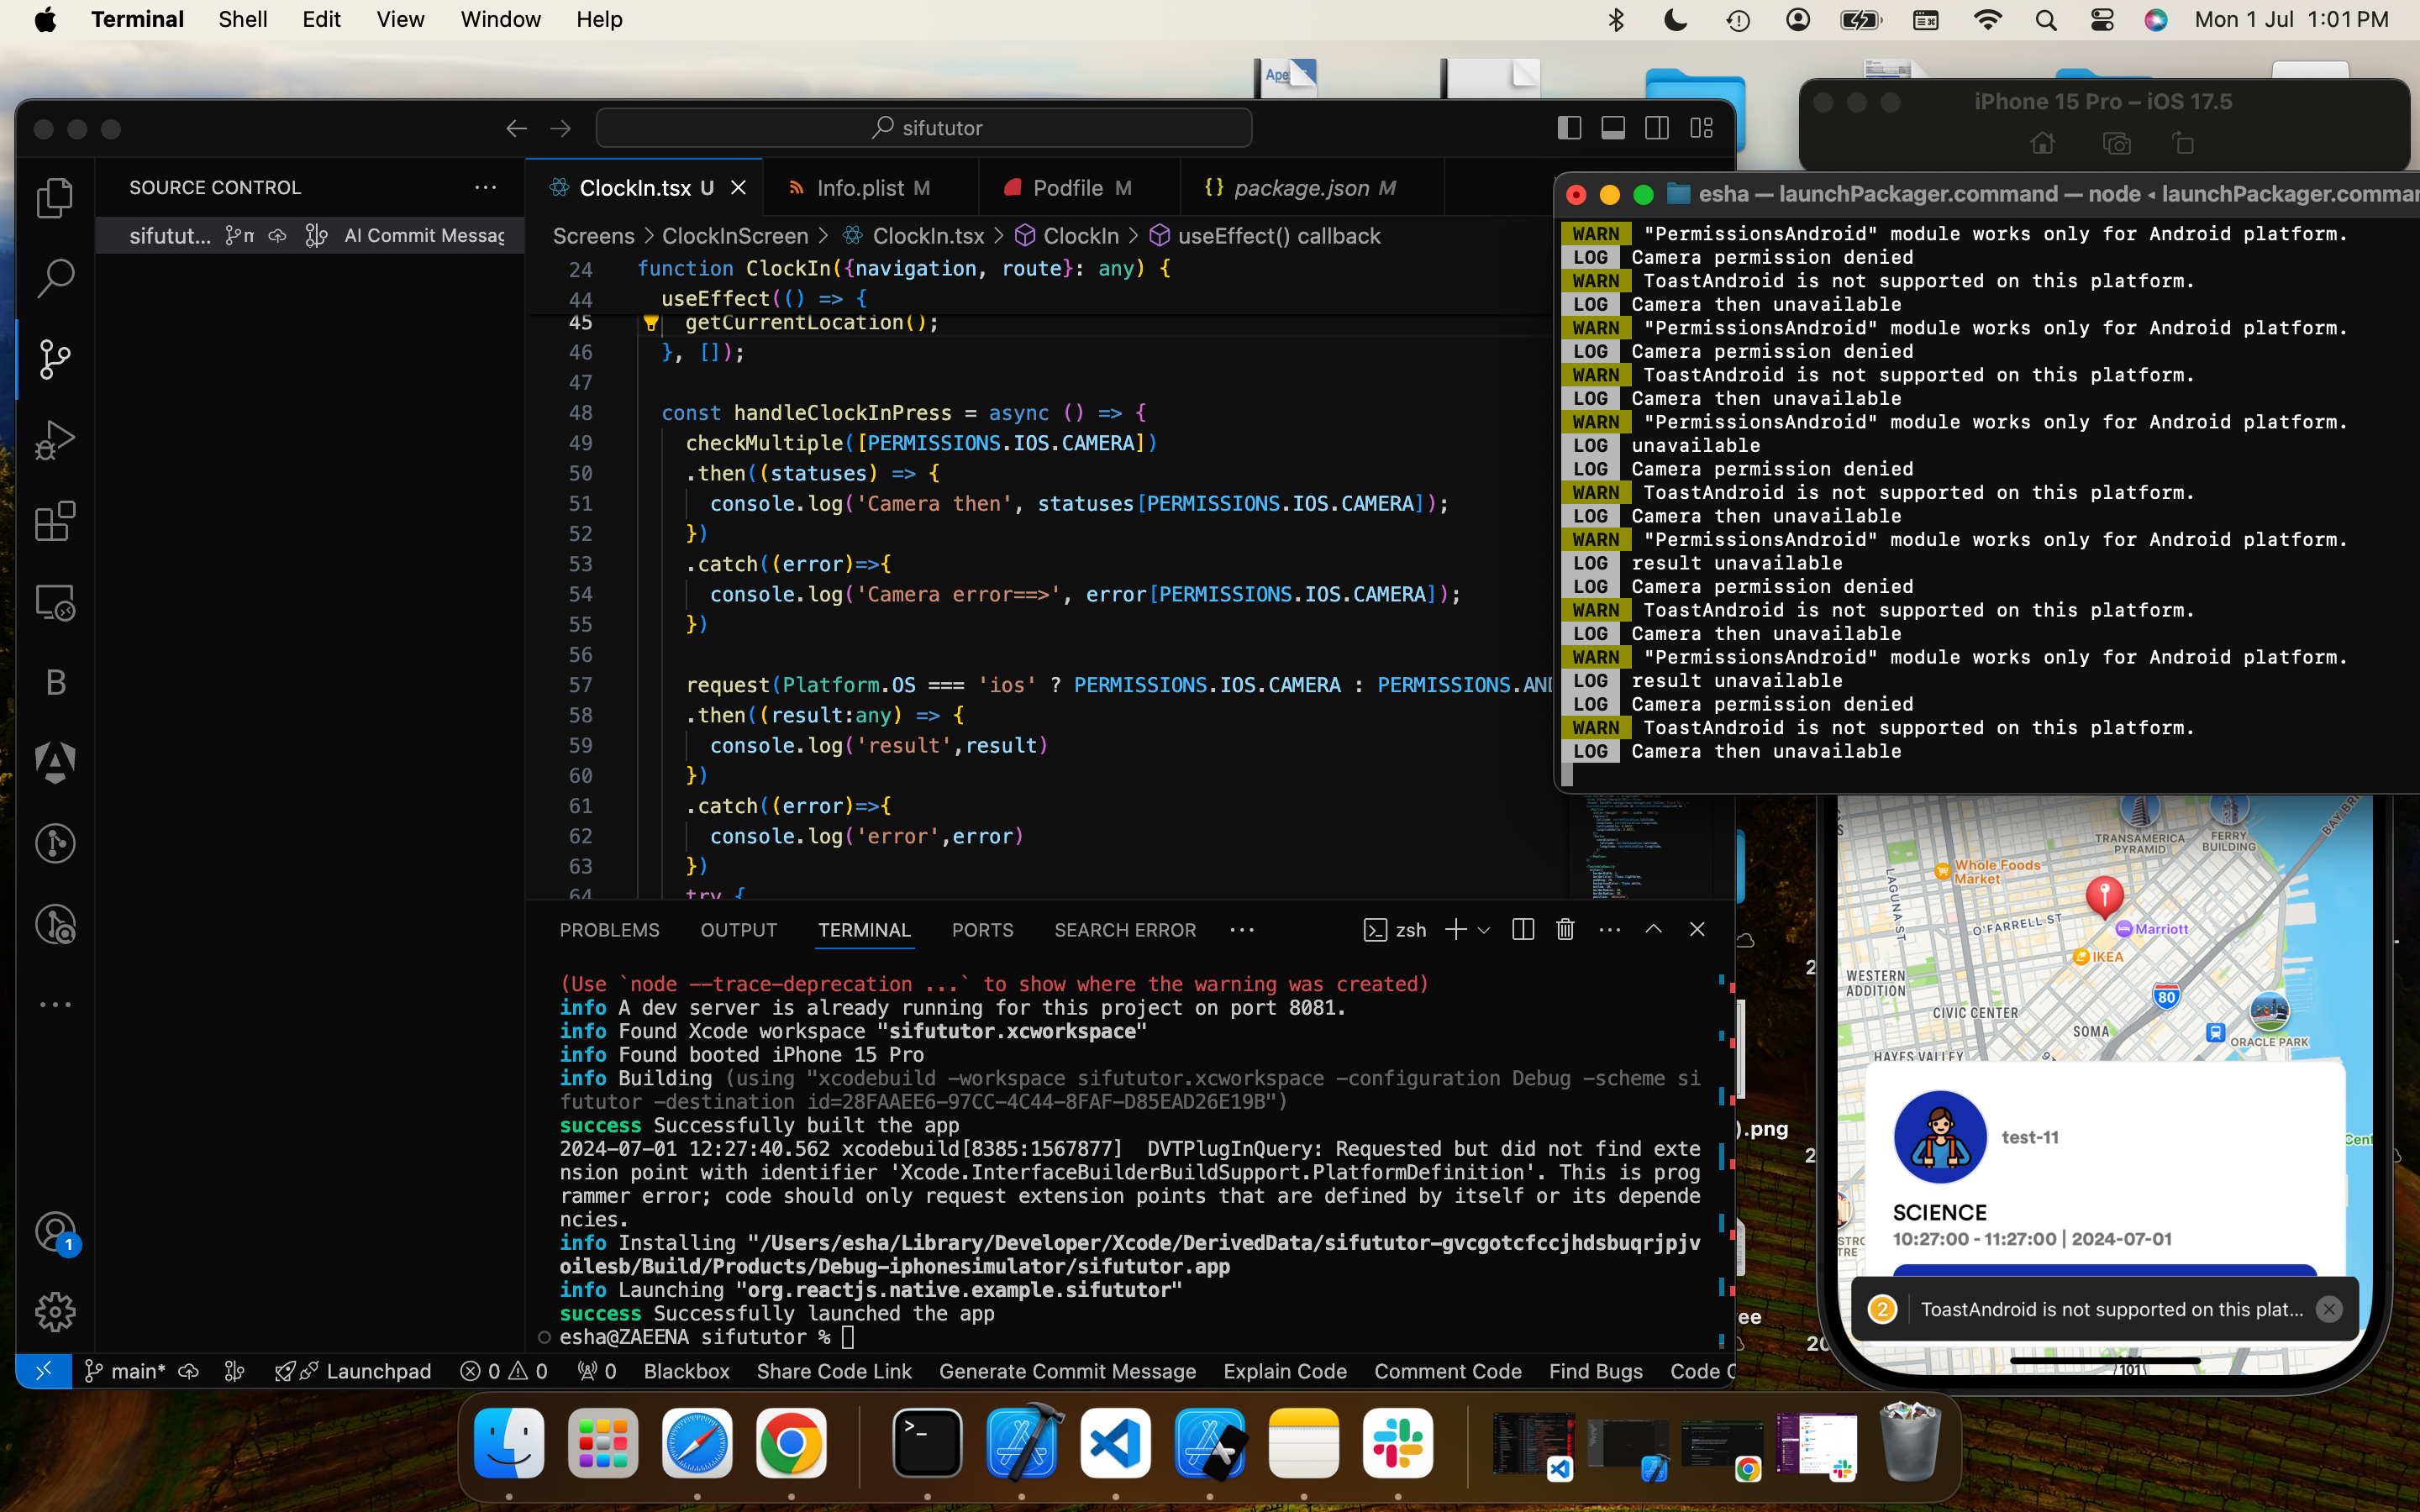 Terminal Shell Edit View Window Help
Mon 1 Jul 1:01 PM
iPhone 15 Pro – iOS 17.5
sifututor
SOURCE CONTROL
sifutut...
AI Commit Messag
ClockIn.tsx U
Info.plist M
Podfile M
package.json M
Screens > ClockInScreen > ClockIn.tsx > ClockIn > useEffect() callback
24 function ClockIn({navigation, route}: any) {
44 useEffect(() => {
45 getCurrentLocation();
46 }, []);
47
48 const handleClockInPress = async () => {
49 checkMultiple([PERMISSIONS.IOS.CAMERA])
50 .then((statuses) => {
51 console.log('Camera then', statuses[PERMISSIONS.IOS.CAMERA]);
52 })
53 .catch((error)=>{
54 console.log('Camera error==>', error[PERMISSIONS.IOS.CAMERA]);
55 })
56
57 request(Platform.OS === 'ios' ? PERMISSIONS.IOS.CAMERA : PERMISSIONS.AND
58 .then((result:any) => {
59 console.log('result',result)
60 })
61 .catch((error)=>{
62 console.log('error',error)
63 })
64 try {
esha — launchPackager.command — node ◂ launchPackager.comma
WARN "PermissionsAndroid" module works only for Android platform.
LOG Camera permission denied
WARN ToastAndroid is not supported on this platform.
LOG Camera then unavailable
WARN "PermissionsAndroid" module works only for Android platform.
LOG Camera permission denied
WARN ToastAndroid is not supported on this platform.
LOG Camera then unavailable
WARN "PermissionsAndroid" module works only for Android platform.
LOG unavailable
LOG Camera permission denied
WARN ToastAndroid is not supported on this platform.
LOG Camera then unavailable
WARN "PermissionsAndroid" module works only for Android platform.
LOG result unavailable
LOG Camera permission denied
WARN ToastAndroid is not supported on this platform.
LOG Camera then unavailable
WARN "PermissionsAndroid" module works only for Android platform.
LOG result unavailable
LOG Camera permission denied
WARN ToastAndroid is not supported on this platform.
LOG Camera then unavailable
PROBLEMS OUTPUT TERMINAL PORTS SEARCH ERROR ... zsh
(Use `node --trace-deprecation ...` to show where the warning was created)
info A dev server is already running for this project on port 8081.
info Found Xcode workspace "sifututor.xcworkspace"
info Found booted iPhone 15 Pro
info Building (using "xcodebuild -workspace sifututor.xcworkspace -configuration Debug -scheme si
fututor -destination id=28FAAEE6-97CC-4C44-8FAF-D85EAD26E19B")
success Successfully built the app
2024-07-01 12:27:40.562 xcodebuild[8385:1567877] DVTPlugInQuery: Requested but did not find exte
nsion point with identifier 'Xcode.InterfaceBuilderBuildSupport.PlatformDefinition'. This is prog
rammer error; code should only request extension points that are defined by itself or its depende
ncies.
info Installing "/Users/esha/Library/Developer/Xcode/DerivedData/sifututor-gvcgotcfccjhdsbuqrjpjv
oilesb/Build/Products/Debug-iphonesimulator/sifututor.app
info Launching "org.reactjs.native.example.sifututor"
success Successfully launched the app
esha@ZAEENA sifututor %
main* Launchpad 0 0 0 Blackbox Share Code Link Generate Commit Message Explain Code Comment Code Find Bugs Code C
B
1
).png
ee
TRANSAMERICA
PYRAMID
FERRY
BUILDING
BAY BR
Whole Foods
Market
LAGUNA ST
O'FARRELL ST
Marriott
IKEA
WESTERN
ADDITION
80
CIVIC CENTER
SOMA
ORACLE PARK
HAYES VALLEY
test-11
Cent
SCIENCE
10:27:00 - 11:27:00 | 2024-07-01
2 ToastAndroid is not supported on this plat...
101